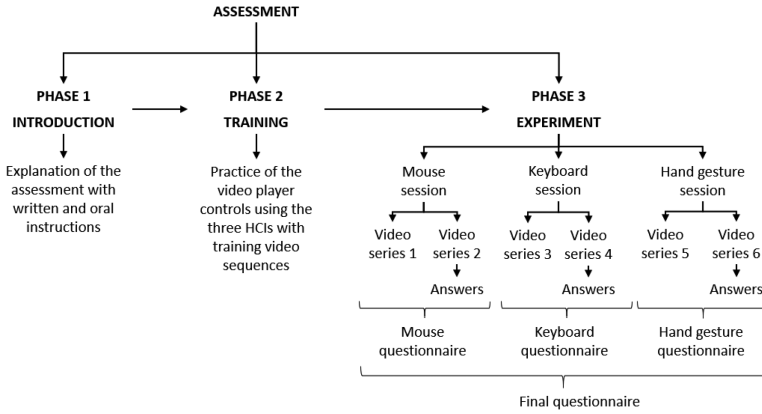 ASSESSMENT
PHASE 1
INTRODUCTION
Explanation of the
assessment with
written and oral
instructions
PHASE 2
TRAINING
Practice of the
video player
controls using the
three HCIs with
training video
sequences
PHASE 3
EXPERIMENT
Mouse
session
Video
series 1
Video
series 2
Answers
Mouse
questionnaire
Keyboard
session
Video
series 3
Video
series 4
Answers
Keyboard
questionnaire
Hand gesture
session
Video
series 5
Video
series 6
Answers
Hand gesture
questionnaire
Final questionnaire